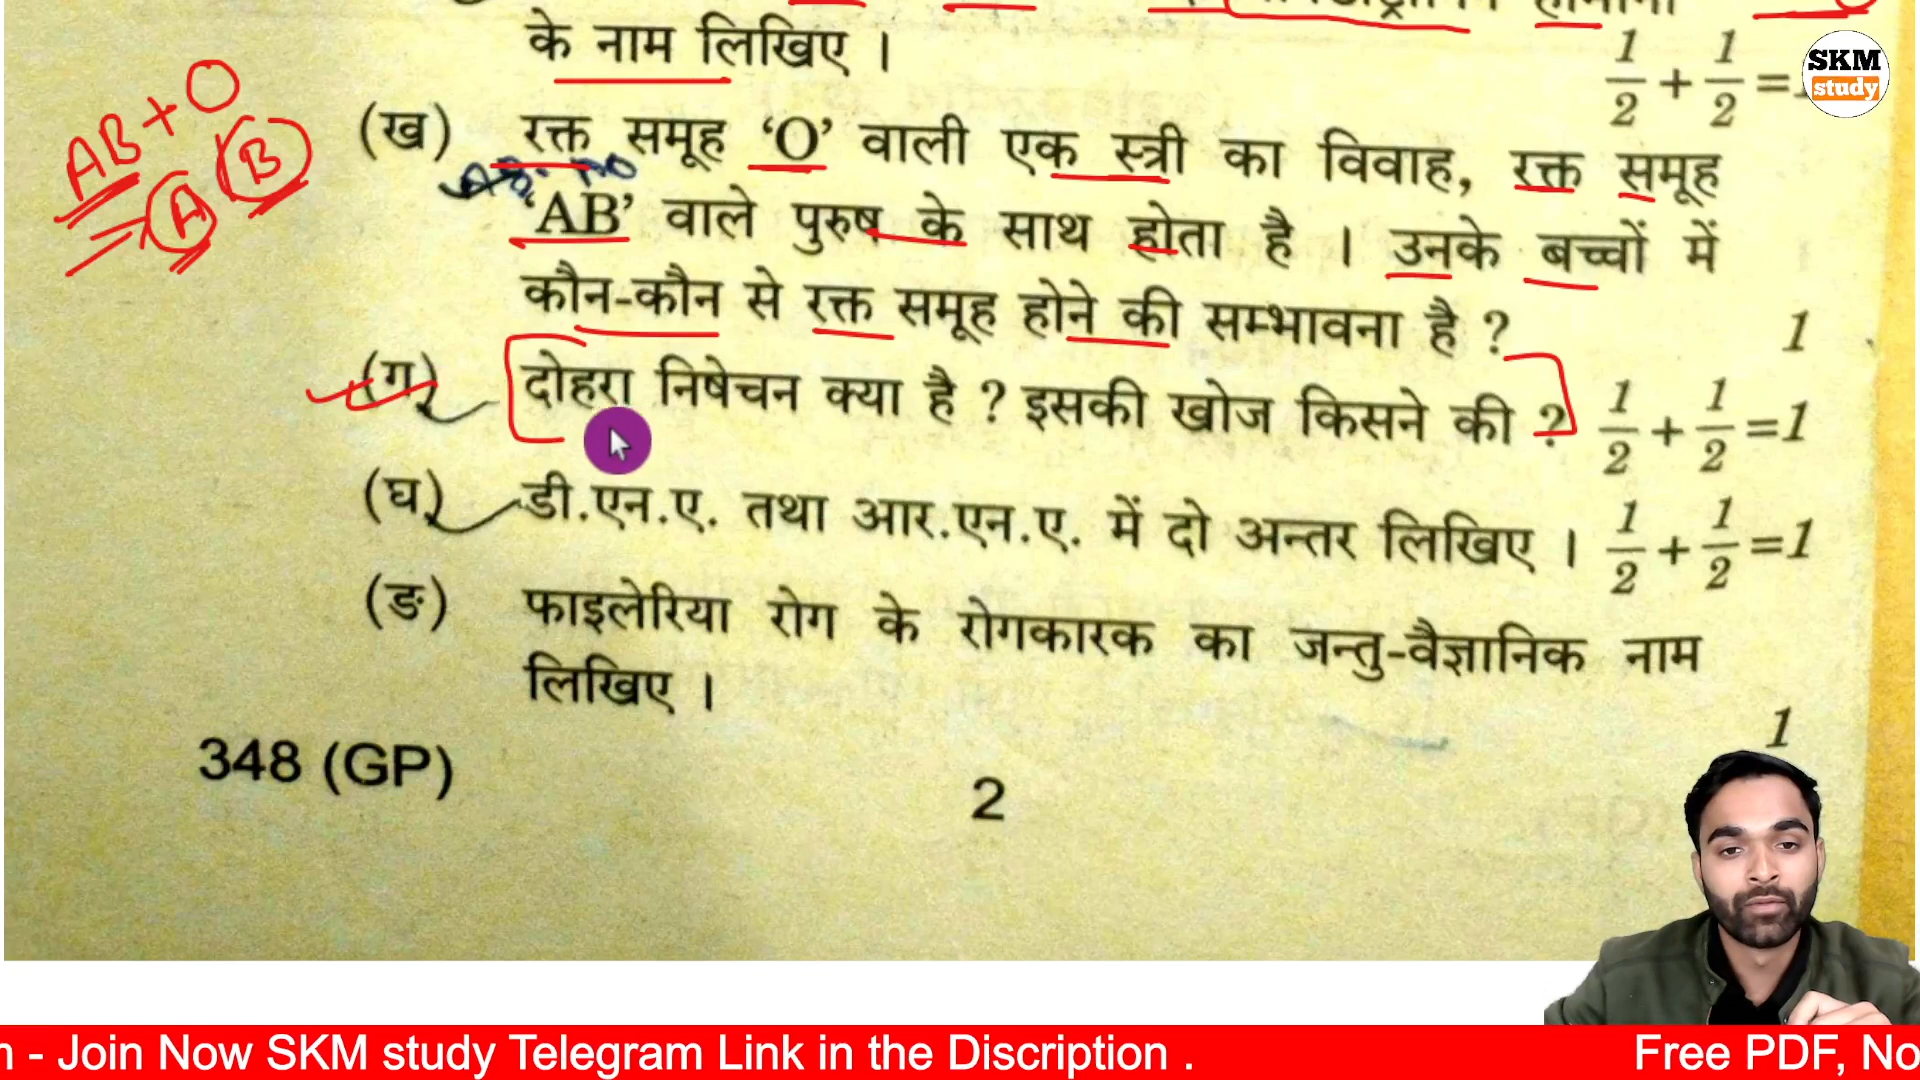 के नाम लिखिए ।
1/2 + 1/2 =
SKM
study
AB + O
= A B
(ख) रक्त समूह ‘O’ वाली एक स्त्री का विवाह, रक्त समूह
‘AB’ वाले पुरुष के साथ होता है । उनके बच्चों में
कौन-कौन से रक्त समूह होने की सम्भावना है ? 1
(ग) दोहरा निषेचन क्या है ? इसकी खोज किसने की ? 1/2 + 1/2 =1
(घ) डी.एन.ए. तथा आर.एन.ए. में दो अन्तर लिखिए । 1/2 + 1/2 =1
(ङ) फाइलेरिया रोग के रोगकारक का जन्तु-वैज्ञानिक नाम
लिखिए ।
1
348 (GP)
2
- Join Now SKM study Telegram Link in the Discription . Free PDF, No